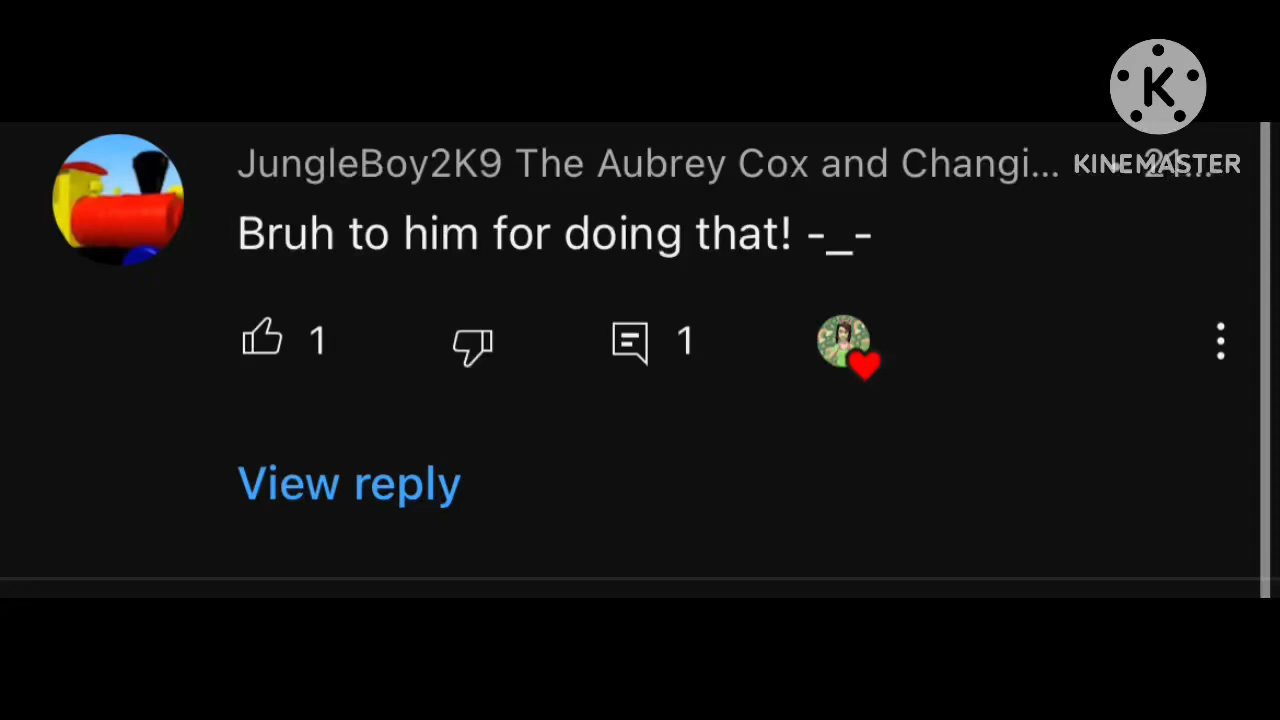 K
JungleBoy2K9 The Aubrey Cox and Changi...
KINEMASTER
Bruh to him for doing that! -_-
1
1
View reply